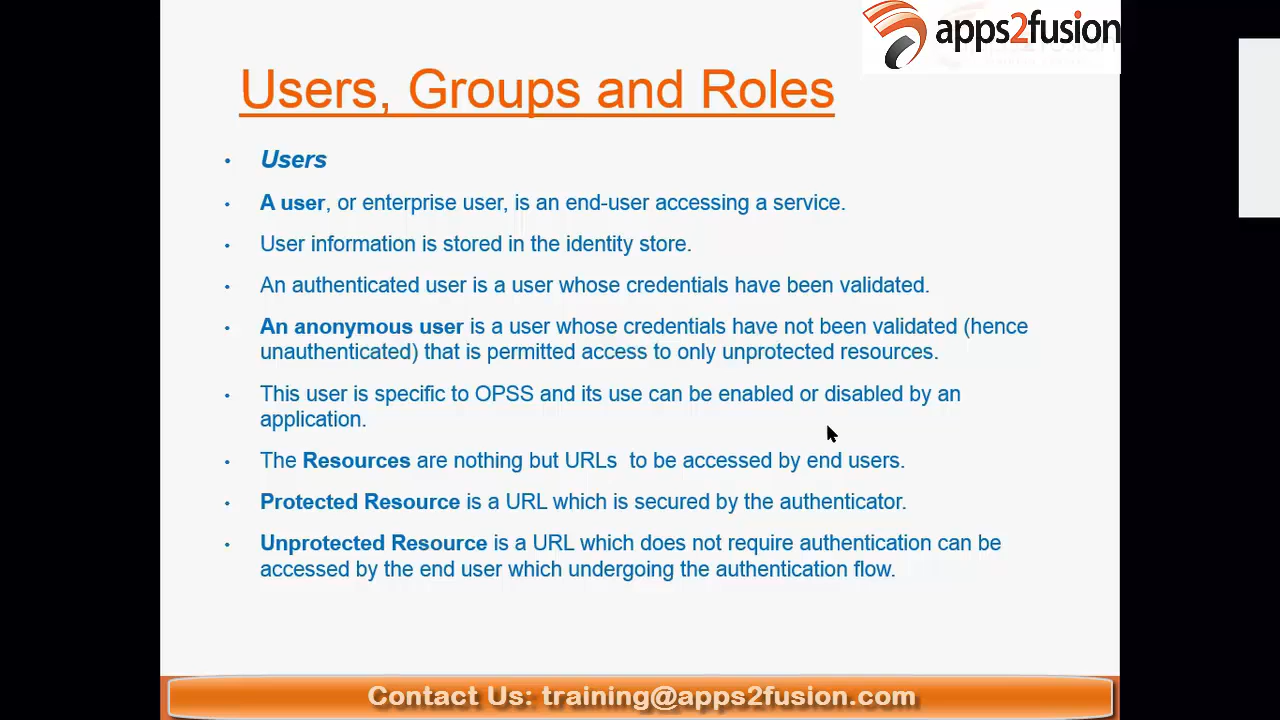 apps2fusion
Users, Groups and Roles
• Users
• A user, or enterprise user, is an end-user accessing a service.
• User information is stored in the identity store.
• An authenticated user is a user whose credentials have been validated.
• An anonymous user is a user whose credentials have not been validated (hence
unauthenticated) that is permitted access to only unprotected resources.
• This user is specific to OPSS and its use can be enabled or disabled by an
application.
• The Resources are nothing but URLs to be accessed by end users.
• Protected Resource is a URL which is secured by the authenticator.
• Unprotected Resource is a URL which does not require authentication can be
accessed by the end user which undergoing the authentication flow.
Contact Us: training@apps2fusion.com